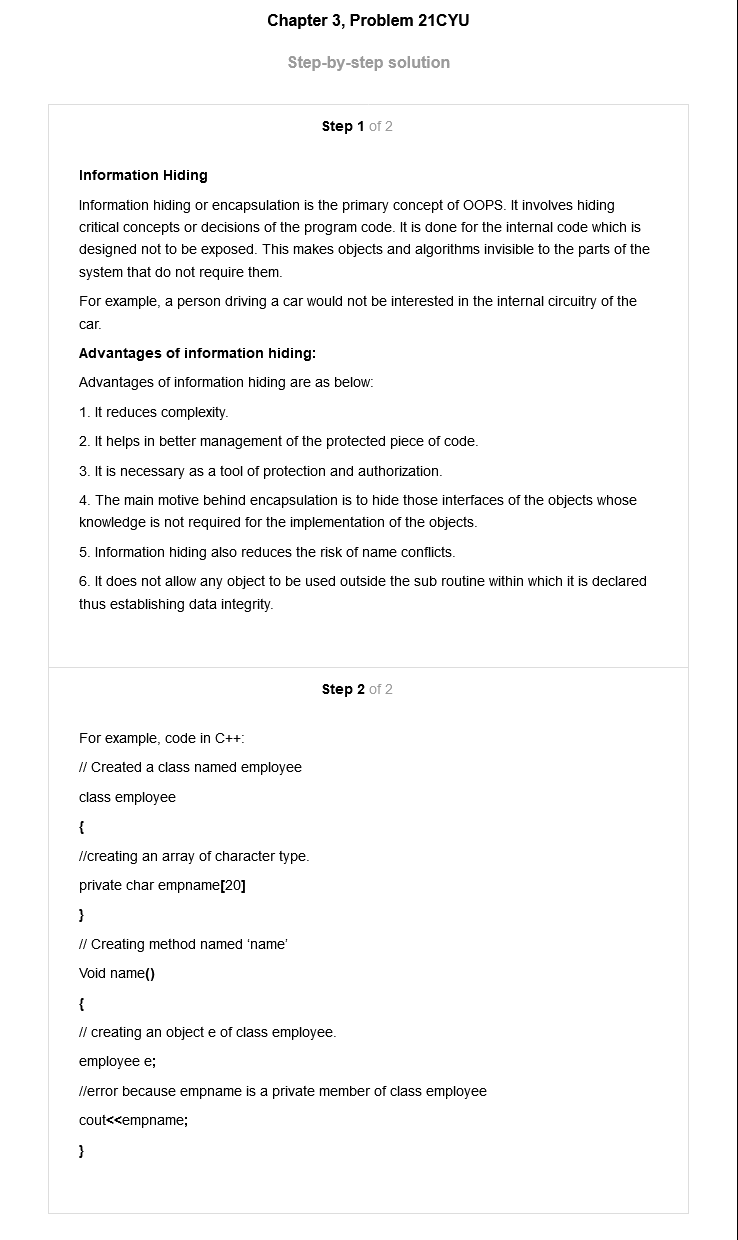 Chapter 3, Problem 21CYU
Step-by-step solution
Step 1 of 2
Information Hiding
Information hiding or encapsulation is the primary concept of OOPS. It involves hiding
critical concepts or decisions of the program code. It is done for the internal code which is
designed not to be exposed. This makes objects and algorithms invisible to the parts of the
system that do not require them.
For example, a person driving a car would not be interested in the internal circuitry of the
car.
Advantages of information hiding:
Advantages of information hiding are as below:
1. It reduces complexity.
2. It helps in better management of the protected piece of code.
3. It is necessary as a tool of protection and authorization.
4. The main motive behind encapsulation is to hide those interfaces of the objects whose
knowledge is not required for the implementation of the objects.
5. Information hiding also reduces the risk of name conflicts.
6. It does not allow any object to be used outside the sub routine within which it is declared
thus establishing data integrity.
Step 2 of 2
For example, code in C++:
// Created a class named employee
class employee
{
//creating an array of character type.
private char empname[20]
}
// Creating method named ‘name’
Void name()
{
// creating an object e of class employee.
employee e;
//error because empname is a private member of class employee
cout<<empname;
}